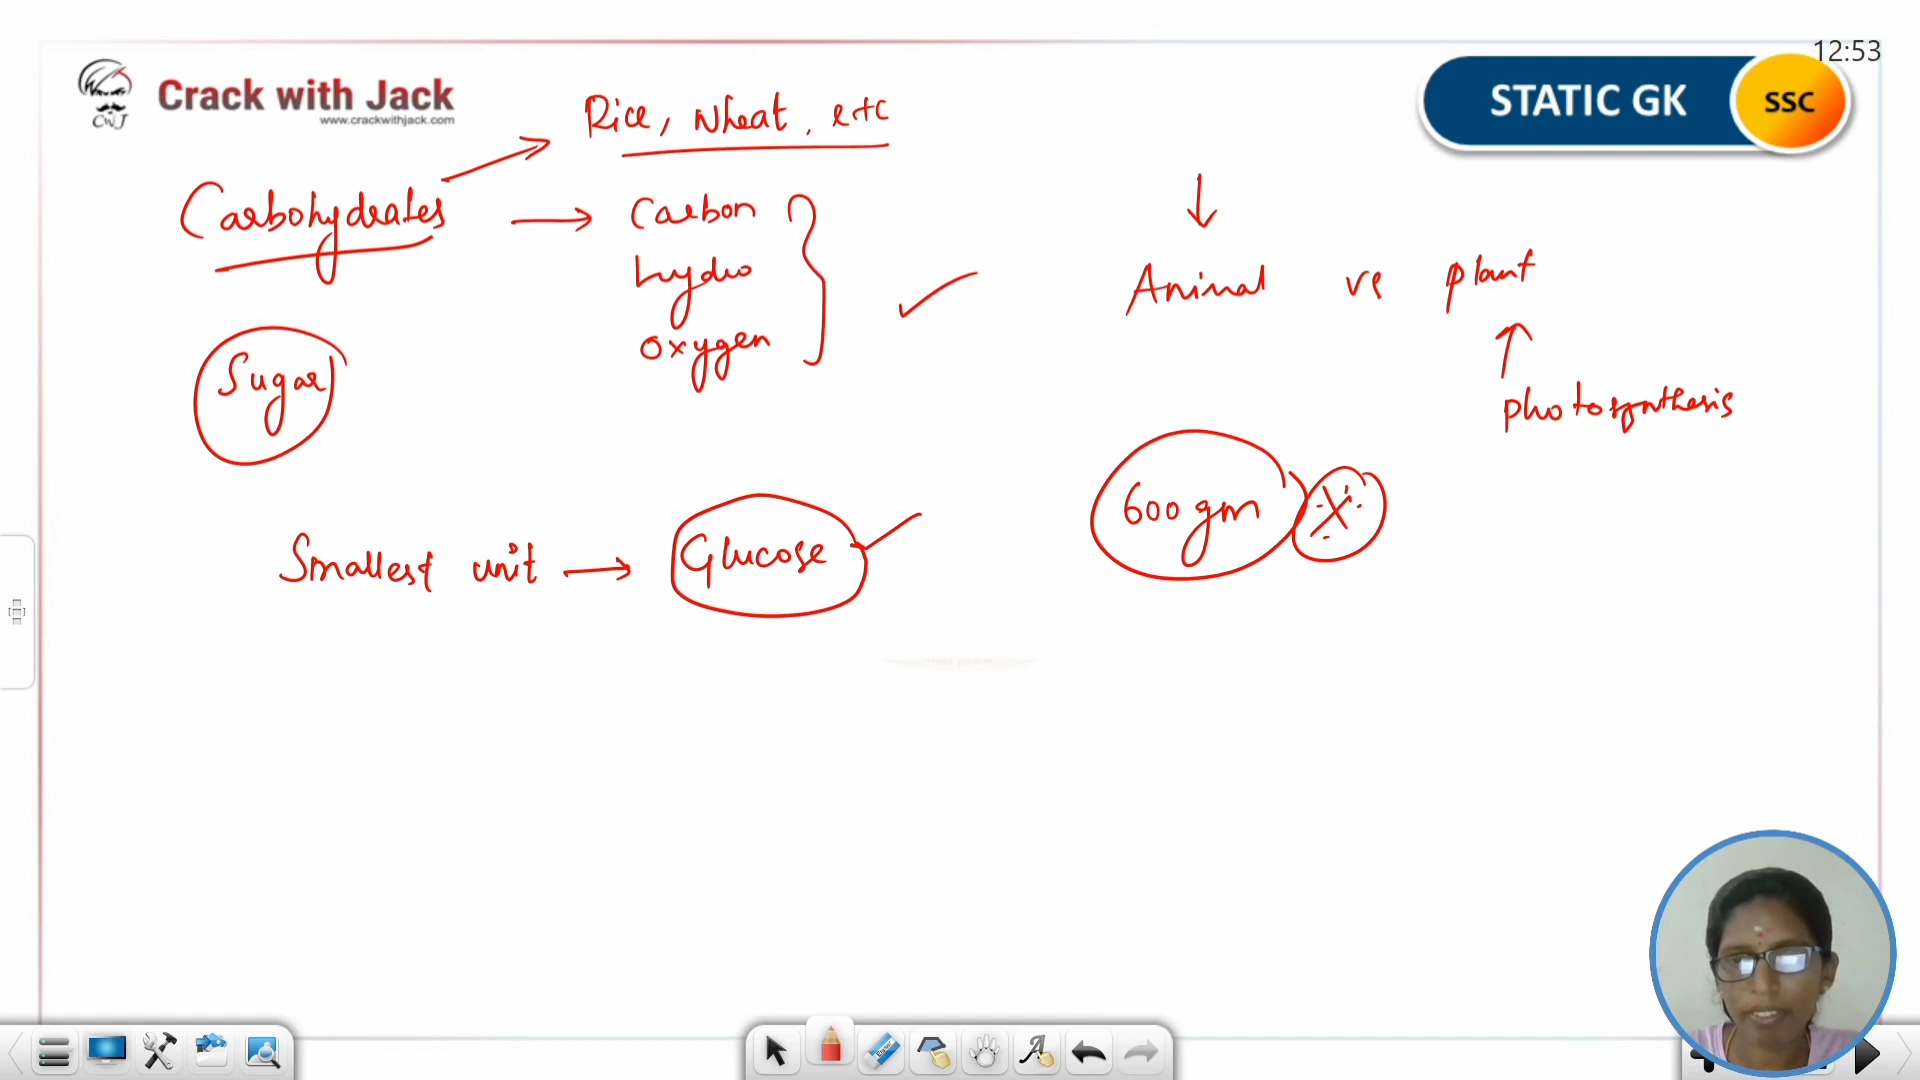 12:53
Crack with Jack
www.crackwithjack.com
CWJ
STATIC GK
SSC
Rice, Wheat, etc
Carbohydrates
Carbon
hydro
oxygen
Animal vs plant
photosynthesis
Sugar
600 gm
Smallest unit → Glucose